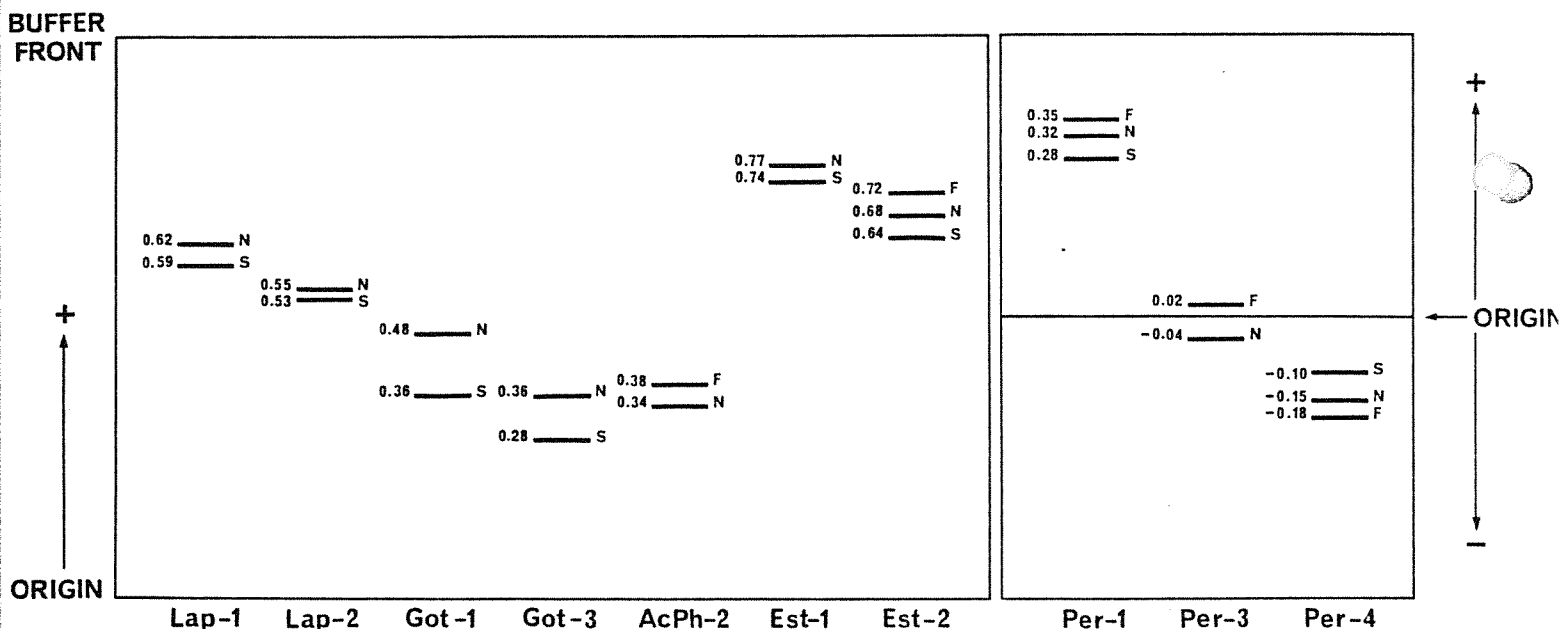 BUFFER
FRONT
0.77 N
0.74 S
0.72 F
0.68 N
0.64 S
0.62 N
0.59 S
0.55 N
0.53 S
0.48 N
0.36 S
0.36 N
0.28 S
0.38 F
0.34 N
+
ORIGIN
Lap-1 Lap-2 Got-1 Got-3 AcPh-2 Est-1 Est-2
0.35 F
0.32 N
0.28 S
0.02 F
-0.04 N
-0.10 S
-0.15 N
-0.18 F
+
ORIGIN
−
Per-1 Per-3 Per-4